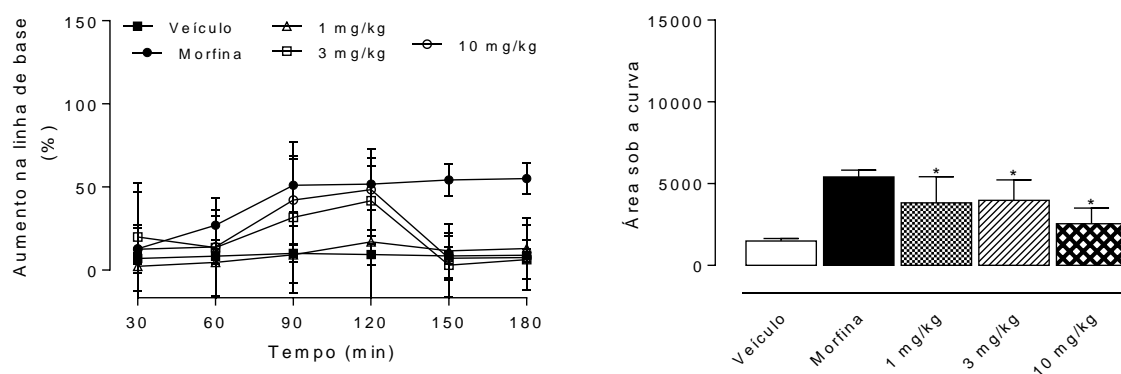 Aumento na linha de base
(%)
150
100
50
0
Veículo
Morfina
1 mg/kg
3 mg/kg
10 mg/kg
30 60 90 120 150 180
Tempo (min)
Área sob a curva
15000
10000
5000
0
* * *
Veículo
Morfina
1 mg/kg
3 mg/kg
10 mg/kg